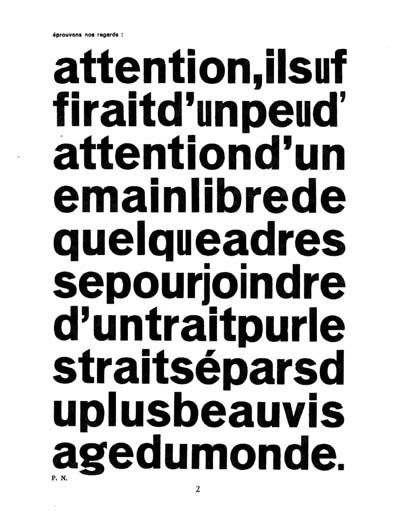 éprouvons nos regards :
attention,ilsuf
firaitd'unpeud'
attentiond'un
emainlibrede
quelqueadres
sepourjoindre
d'untraitpurle
straitséparsd
uplusbeauvis
agedumonde.
P. N.
2